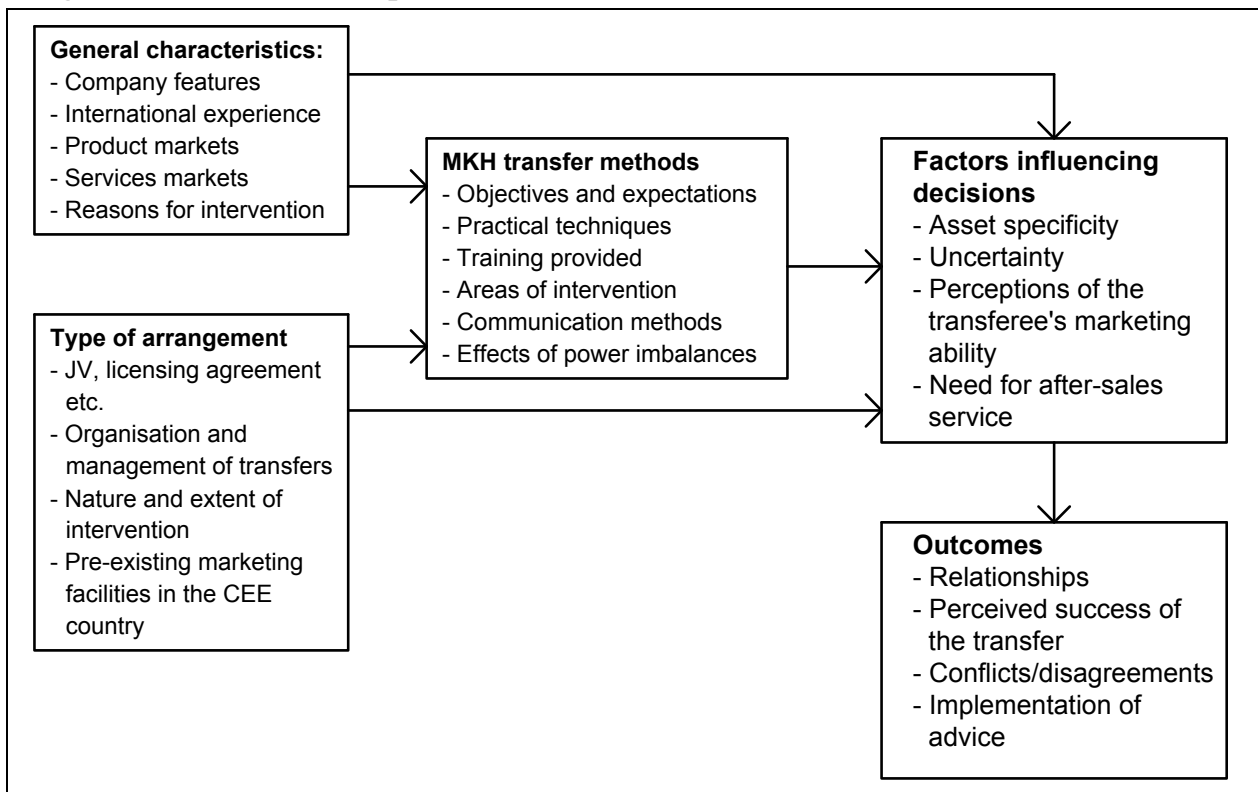 General characteristics:
- Company features
- International experience
- Product markets
- Services markets
- Reasons for intervention
MKH transfer methods
- Objectives and expectations
- Practical techniques
- Training provided
- Areas of intervention
- Communication methods
- Effects of power imbalances
Type of arrangement
- JV, licensing agreement
etc.
- Organisation and
management of transfers
- Nature and extent of
intervention
- Pre-existing marketing
facilities in the CEE
country
Factors influencing
decisions
- Asset specificity
- Uncertainty
- Perceptions of the
transferee's marketing
ability
- Need for after-sales
service
Outcomes
- Relationships
- Perceived success of
the transfer
- Conflicts/disagreements
- Implementation of
advice